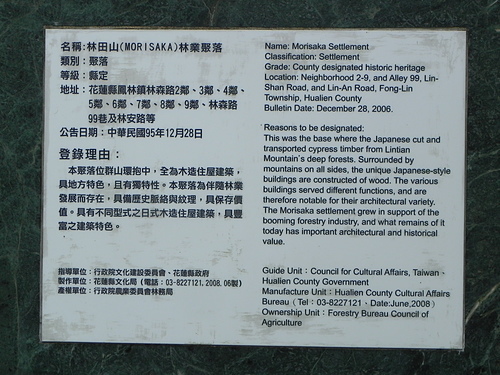 名稱:林田山(MORISAKA)林業聚落
類別：聚落
等級：縣定
地址：花蓮縣鳳林鎮林森路2鄰、3鄰、4鄰、
5鄰、6鄰、7鄰、8鄰、9鄰、林森路
99巷及林安路等
公告日期：中華民國95年12月28日
登錄理由：
本聚落位群山環抱中，全為木造住屋建築，
具地方特色，且有獨特性。本聚落為伴隨林業
發展而存在，具備歷史脈絡與紋理，具保存價
值。具有不同型式之日式木造住屋建築，具豐
富之建築特色。
指導單位：行政院文化建設委員會、花蓮縣政府
製作單位：花蓮縣文化局（電話：03-8227121.2008.06製）
產權單位：行政院農業委員會林務局
Name: Morisaka Settlement
Classification: Settlement
Grade: County designated historic heritage
Location: Neighborhood 2-9, and Alley 99, Lin-
Shan Road, and Lin-An Road, Fong-Lin
Township, Hualien County
Bulletin Date: December 28, 2006.
Reasons to be designated:
This was the base where the Japanese cut and
transported cypress timber from Lintian
Mountain's deep forests. Surrounded by
mountains on all sides, the unique Japanese-style
buildings are constructed of wood. The various
buildings served different functions, and are
therefore notable for their architectural variety.
The Morisaka settlement grew in support of the
booming forestry industry, and what remains of it
today has important architectural and historical
value.
Guide Unit：Council for Cultural Affairs, Taiwan、
Hualien County Government
Manufacture Unit：Hualien County Cultural Affairs
Bureau（Tel：03-8227121、Date:June,2008）
Ownership Unit：Forestry Bureau Council of
Agriculture